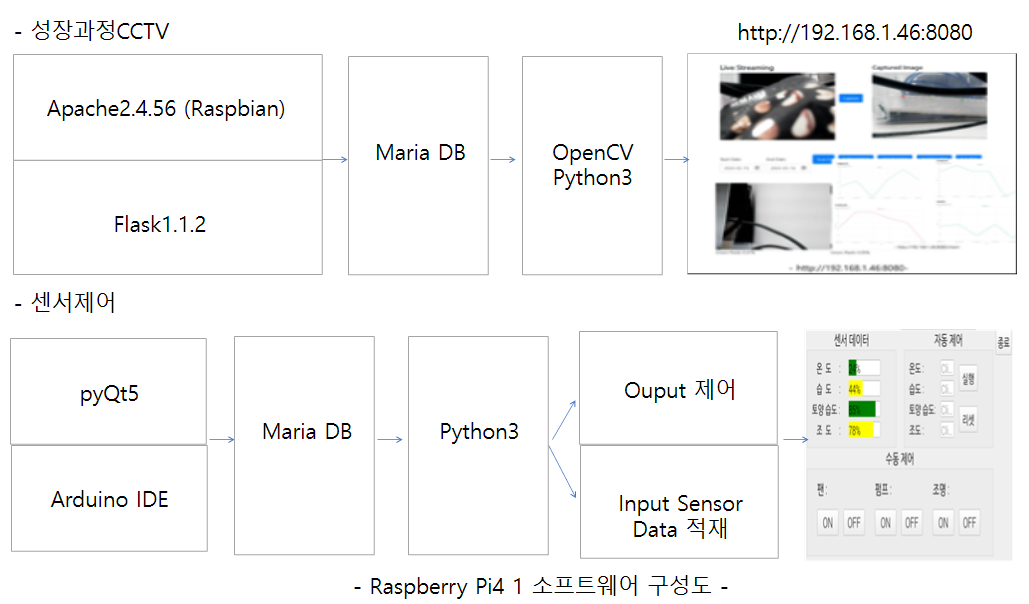 - 성장과정CCTV
http://192.168.1.46:8080
Apache2.4.56 (Raspbian)
Flask1.1.2
Maria DB
OpenCV
Python3
Live Streaming
Captured Image
Capture
- http://192.168.1.46:8080-
- 센서제어
pyQt5
Arduino IDE
Maria DB
Python3
Ouput 제어
Input Sensor
Data 적재
센서 데이터
온 도 :
습 도 : 44%
토양 습도:
조 도 : 78%
자동 제어
종료
온도:
습도:
토양습도:
조도:
실행
리셋
수동 제어
팬 :
펌프 :
조명 :
ON OFF ON OFF ON OFF
- Raspberry Pi4 1 소프트웨어 구성도 -